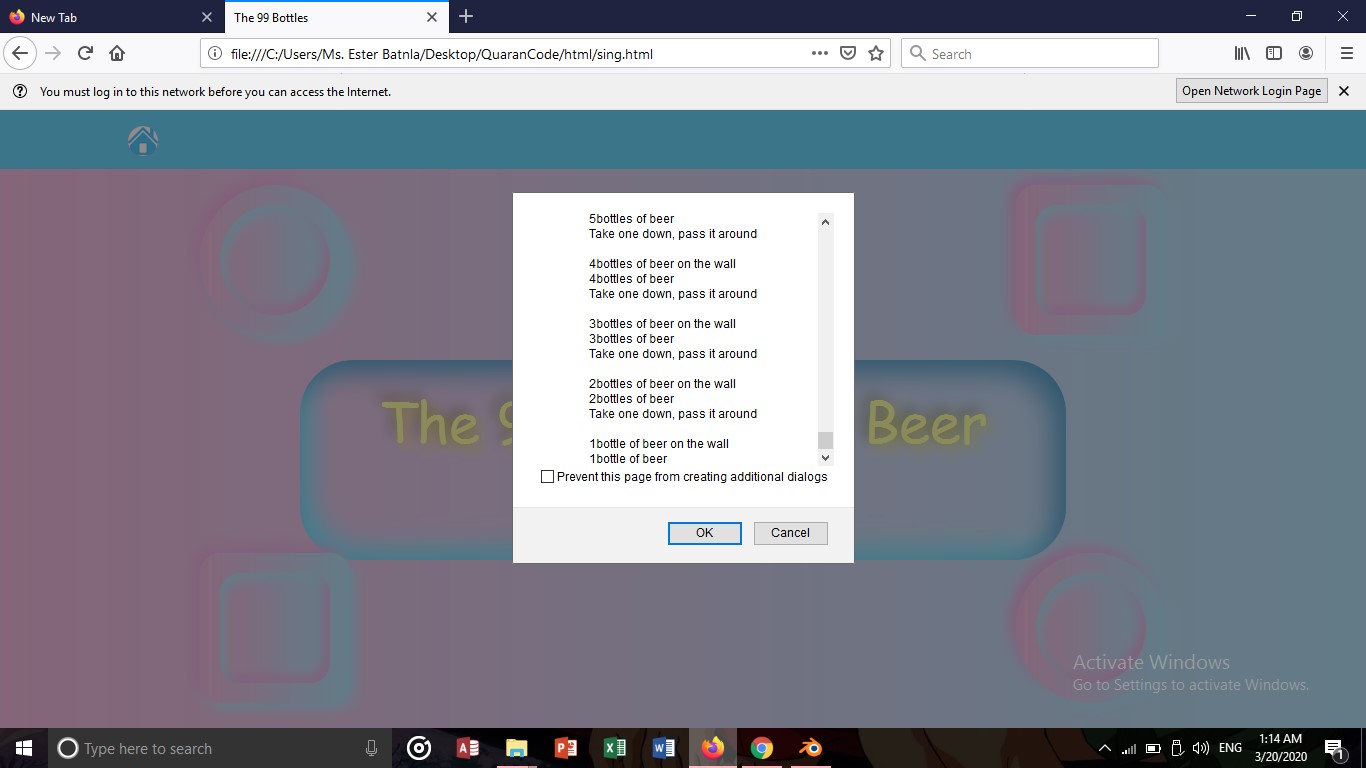 New Tab
The 99 Bottles
file:///C:/Users/Ms. Ester Batnla/Desktop/QuaranCode/html/sing.html
Search
You must log in to this network before you can access the Internet.
Open Network Login Page
5bottles of beer
Take one down, pass it around
4bottles of beer on the wall
4bottles of beer
Take one down, pass it around
3bottles of beer on the wall
3bottles of beer
Take one down, pass it around
2bottles of beer on the wall
2bottles of beer
Take one down, pass it around
1bottle of beer on the wall
1bottle of beer
Prevent this page from creating additional dialogs
OK
Cancel
The 9 Beer
Activate Windows
Go to Settings to activate Windows.
Type here to search
ENG
1:14 AM
3/20/2020
1